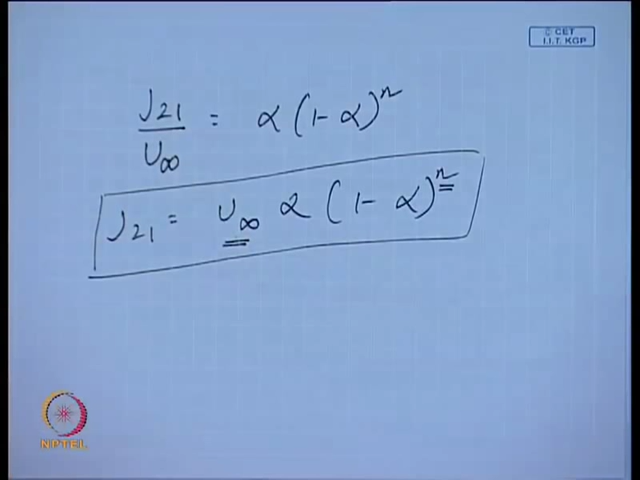 © CET
I.I.T. KGP
J₂₁/U∞ = α(1-α)ⁿ
J₂₁ = u∞ α (1-α)ⁿ
NPTEL